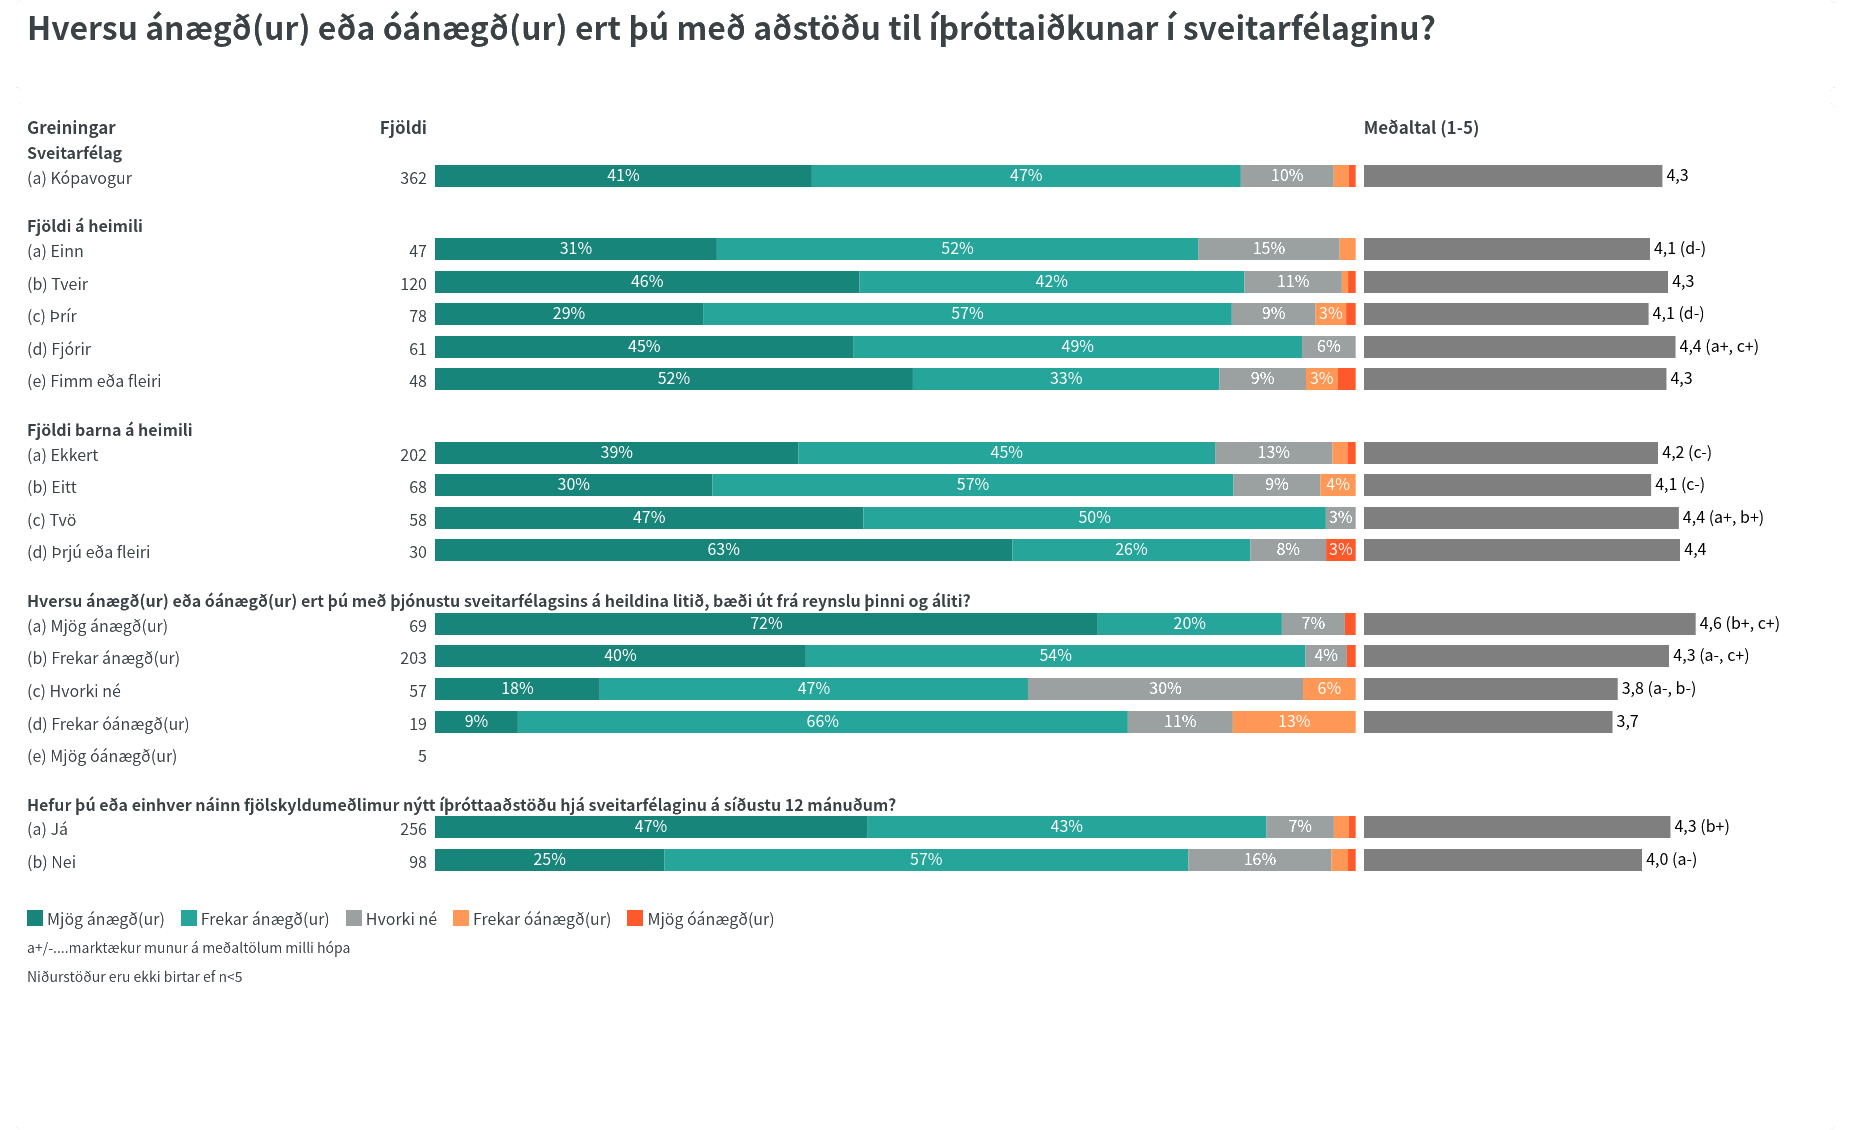 Hversu ánægð(ur) eða óánægð(ur) ert þú með aðstöðu til íþróttaiðkunar í sveitarfélaginu?
Greiningar Fjöldi Meðaltal (1-5)
Sveitarfélag
(a) Kópavogur 362 41% 47% 10% 4,3
Fjöldi á heimili
(a) Einn 47 31% 52% 15% 4,1 (d-)
(b) Tveir 120 46% 42% 11% 4,3
(c) Þrír 78 29% 57% 9% 3% 4,1 (d-)
(d) Fjórir 61 45% 49% 6% 4,4 (a+, c+)
(e) Fimm eða fleiri 48 52% 33% 9% 3% 4,3
Fjöldi barna á heimili
(a) Ekkert 202 39% 45% 13% 4,2 (c-)
(b) Eitt 68 30% 57% 9% 4% 4,1 (c-)
(c) Tvö 58 47% 50% 3% 4,4 (a+, b+)
(d) Þrjú eða fleiri 30 63% 26% 8% 3% 4,4
Hversu ánægð(ur) eða óánægð(ur) ert þú með þjónustu sveitarfélagsins á heildina litið, bæði út frá reynslu þinni og áliti?
(a) Mjög ánægð(ur) 69 72% 20% 7% 4,6 (b+, c+)
(b) Frekar ánægð(ur) 203 40% 54% 4% 4,3 (a-, c+)
(c) Hvorki né 57 18% 47% 30% 6% 3,8 (a-, b-)
(d) Frekar óánægð(ur) 19 9% 66% 11% 13% 3,7
(e) Mjög óánægð(ur) 5
Hefur þú eða einhver náinn fjölskyldumeðlimur nýtt íþróttaaðstöðu hjá sveitarfélaginu á síðustu 12 mánuðum?
(a) Já 256 47% 43% 7% 4,3 (b+)
(b) Nei 98 25% 57% 16% 4,0 (a-)
Mjög ánægð(ur) Frekar ánægð(ur) Hvorki né Frekar óánægð(ur) Mjög óánægð(ur)
a+/-....marktækur munur á meðaltölum milli hópa
Niðurstöður eru ekki birtar ef n<5